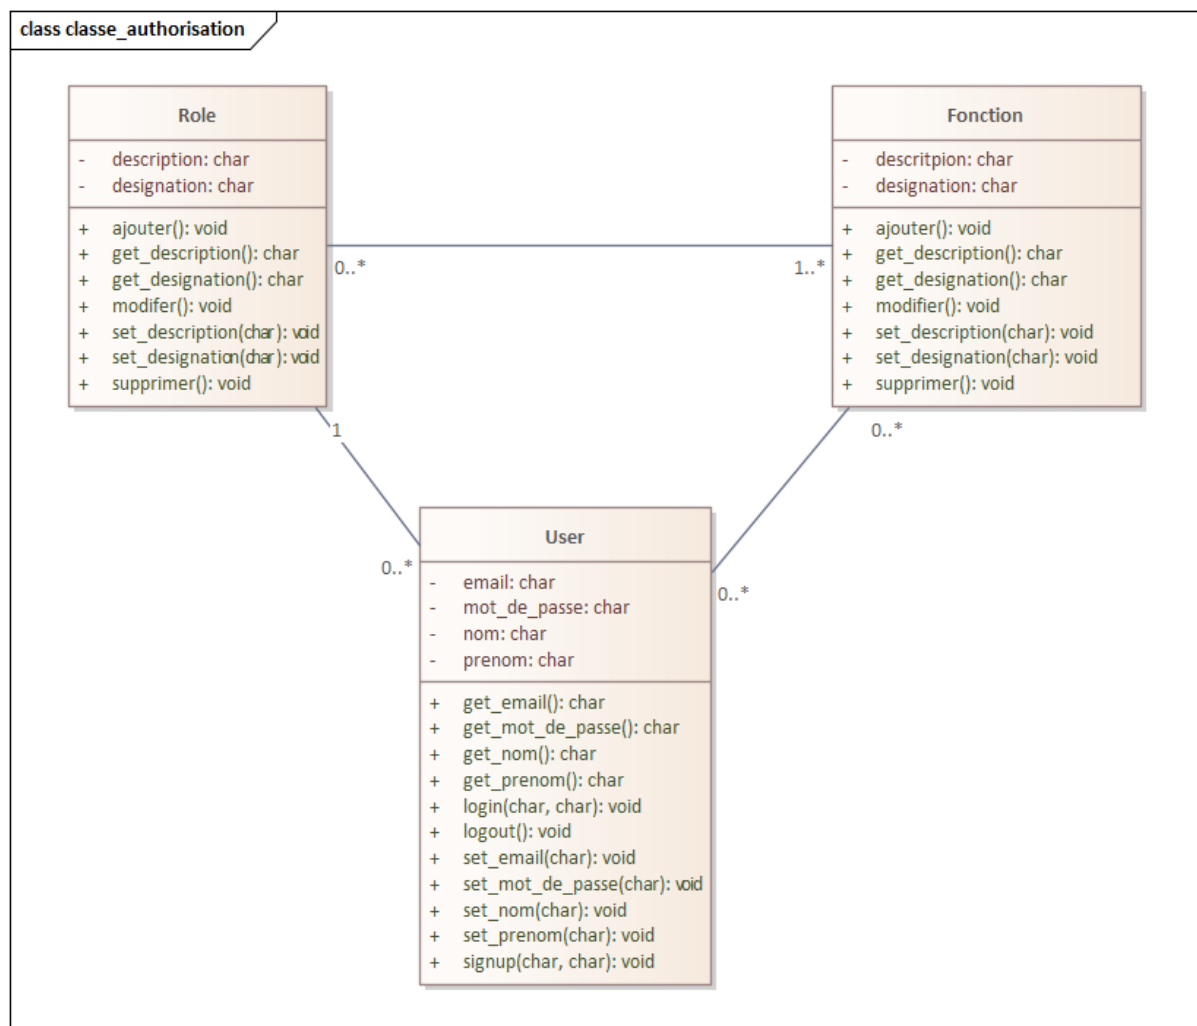 class classe_authorisation
Role
- description: char
- designation: char
+ ajouter(): void
+ get_description(): char
+ get_designation(): char
+ modifer(): void
+ set_description(char): void
+ set_designation(char): void
+ supprimer(): void
Fonction
- descritpion: char
- designation: char
+ ajouter(): void
+ get_description(): char
+ get_designation(): char
+ modifier(): void
+ set_description(char): void
+ set_designation(char): void
+ supprimer(): void
0..*
1..*
1
0..*
0..*
0..*
User
- email: char
- mot_de_passe: char
- nom: char
- prenom: char
+ get_email(): char
+ get_mot_de_passe(): char
+ get_nom(): char
+ get_prenom(): char
+ login(char, char): void
+ logout(): void
+ set_email(char): void
+ set_mot_de_passe(char): void
+ set_nom(char): void
+ set_prenom(char): void
+ signup(char, char): void